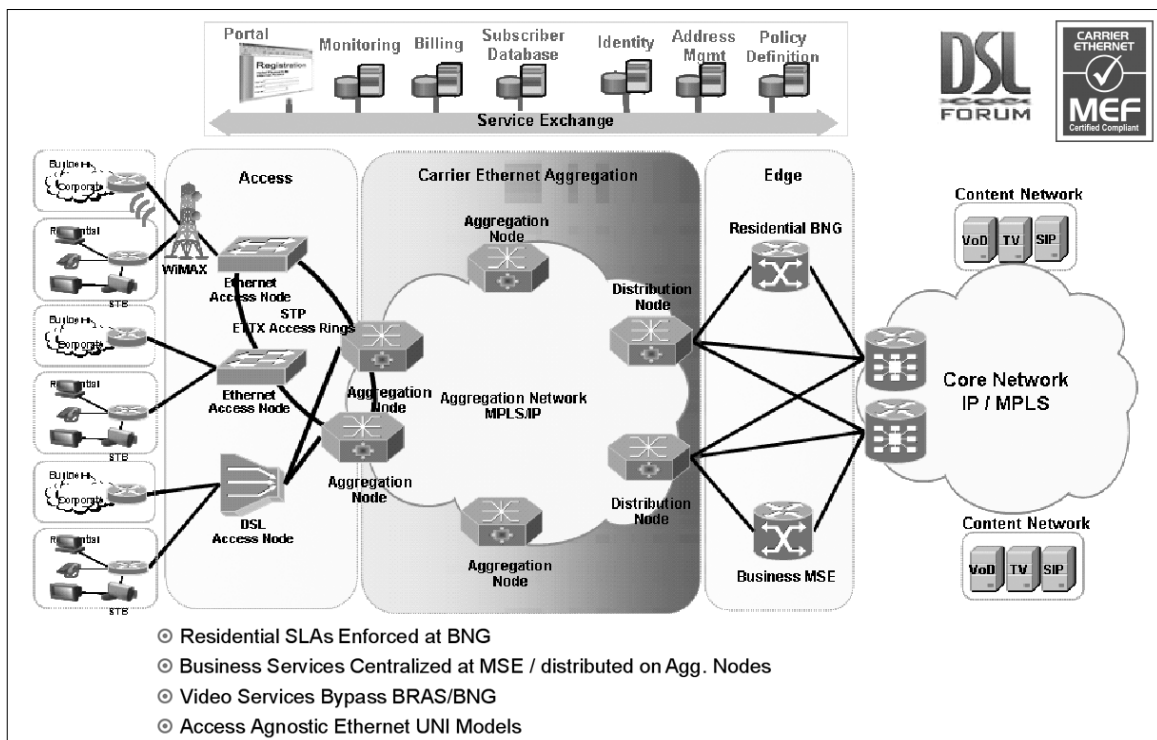 Portal
Monitoring
Billing
Subscriber
Database
Identity
Address
Mgmt
Policy
Definition
Registration
Service Exchange
DSL
FORUM
CARRIER
ETHERNET
MEF
Certified Compliant
Access
Carrier Ethernet Aggregation
Edge
Corporate
STB
Corporate
STB
Corporate
STB
WiMAX
Ethernet
Access Node
STP
ETTX Access Rings
Ethernet
Access Node
DSL
Access Node
Aggregation
Node
Aggregation
Node
Aggregation
Node
Aggregation
Node
Aggregation Network
MPLS/IP
Distribution
Node
Distribution
Node
Residential BNG
Business MSE
Content Network
VoD
TV
SIP
Core Network
IP / MPLS
Content Network
VoD
TV
SIP
Residential SLAs Enforced at BNG
Business Services Centralized at MSE / distributed on Agg. Nodes
Video Services Bypass BRAS/BNG
Access Agnostic Ethernet UNI Models